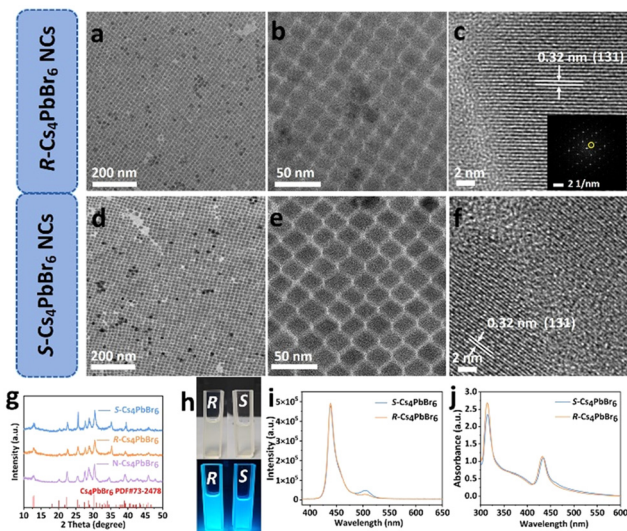 R-Cs4PbBr6 NCs
a
200 nm
b
50 nm
c
0.32 nm (131)
2 nm
2 1/nm
S-Cs4PbBr6 NCs
d
200 nm
e
50 nm
f
0.32 nm (131)
2 nm
g
Intensity (a.u.)
S-Cs4PbBr6
R-Cs4PbBr6
N-Cs4PbBr6
Cs4PbBr6 PDF#73-2478
10 15 20 25 30 35 40 45 50
2 Theta (degree)
h
R S
R S
i
Intensity (a.u.)
5×10⁵
4×10⁵
3×10⁵
2×10⁵
1×10⁵
0
S-Cs4PbBr6
R-Cs4PbBr6
400 450 500 550 600 650
Wavelength (nm)
j
Absorbance (a.u.)
3.0
2.5
2.0
1.5
1.0
0.5
0.0
S-Cs4PbBr6
R-Cs4PbBr6
300 400 500 600
Wavelength (nm)